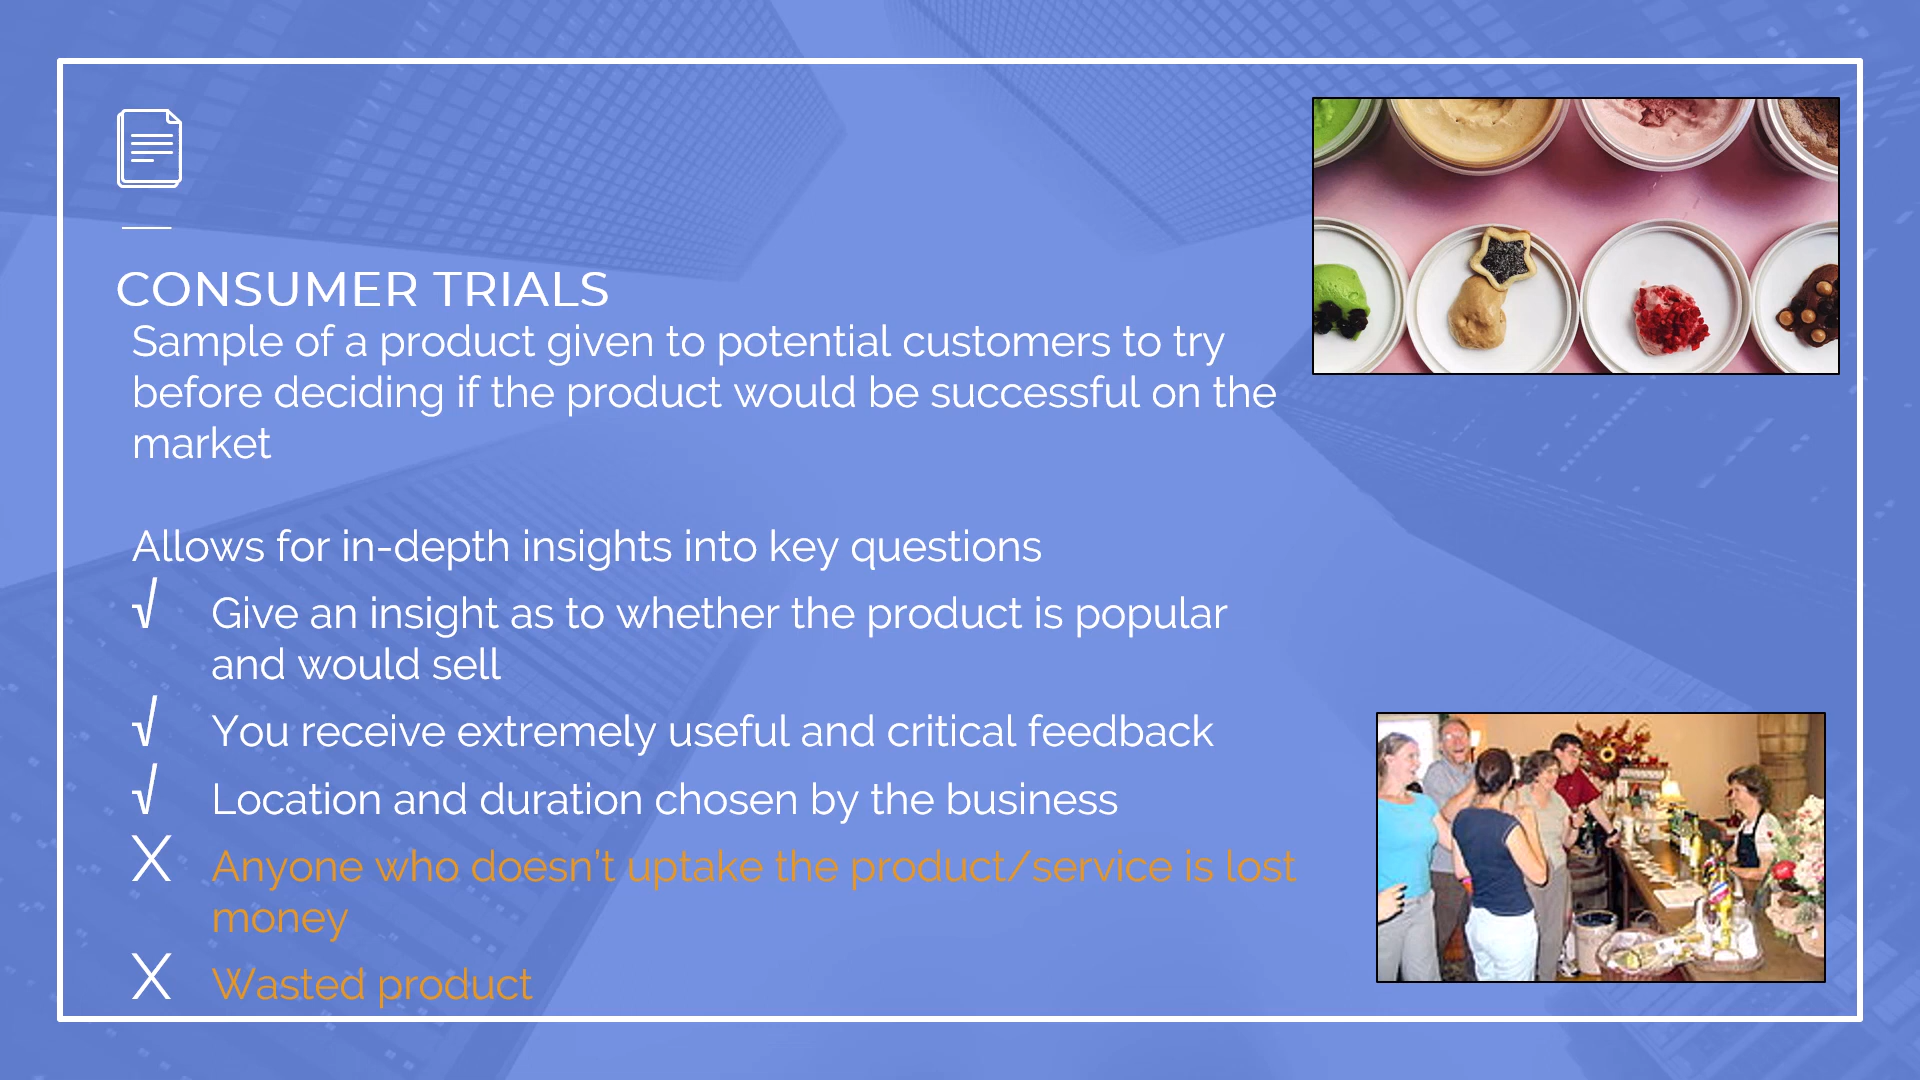 CONSUMER TRIALS
Sample of a product given to potential customers to try
before deciding if the product would be successful on the
market
Allows for in-depth insights into key questions
√ Give an insight as to whether the product is popular
and would sell
√ You receive extremely useful and critical feedback
√ Location and duration chosen by the business
X Anyone who doesn't uptake the product/service is lost
money
X Wasted product